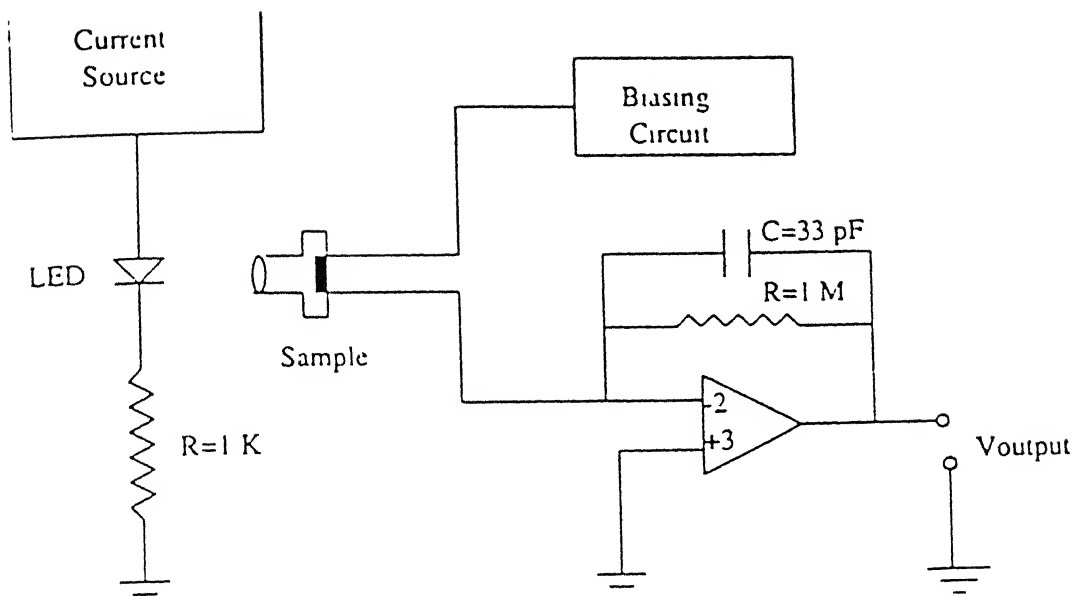 Current
Source
Biasing
Circuit
C=33 pF
LED
R=1 M
Sample
-2
R=1 K
+3
Voutput